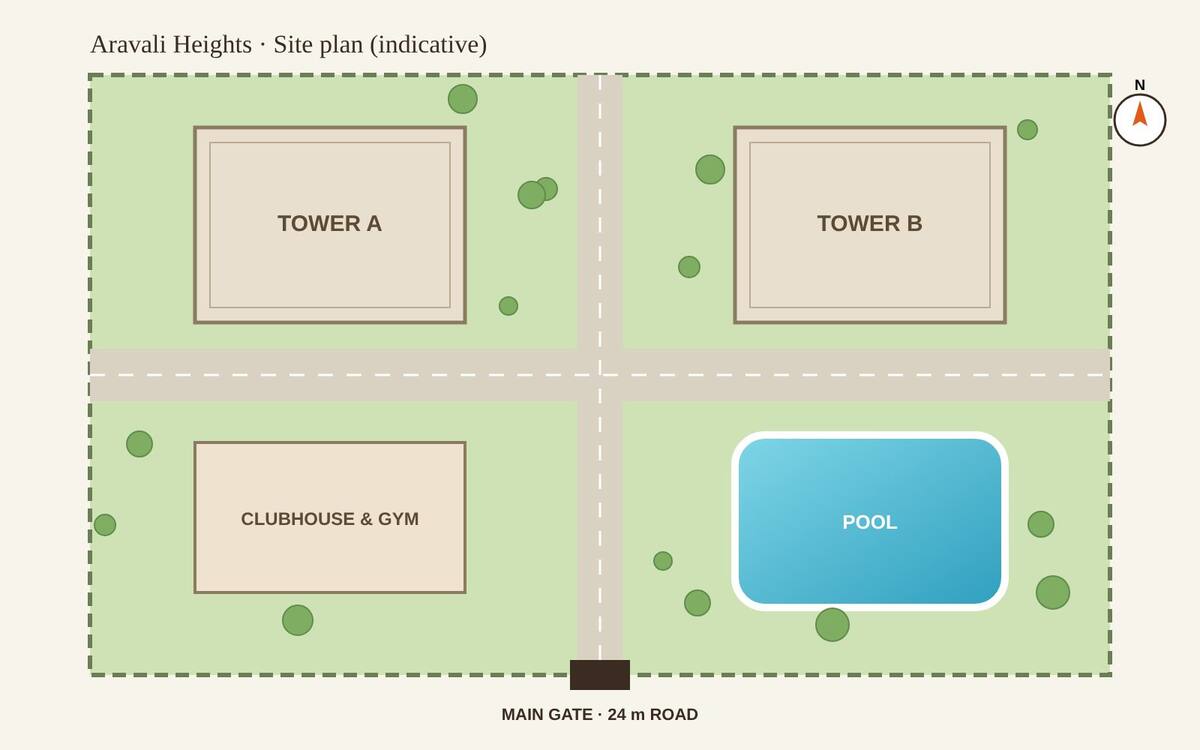 Aravali Heights · Site plan (indicative)
N
TOWER A
TOWER B
CLUBHOUSE & GYM
POOL
MAIN GATE · 24 m ROAD